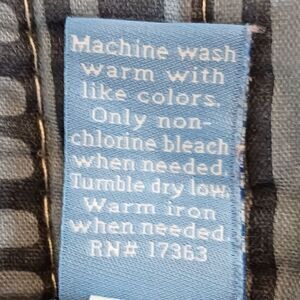 Machine wash
warm with
like colors.
Only non-
chlorine bleach
when needed.
Tumble dry low.
Warm iron
when needed.
RN# 17363